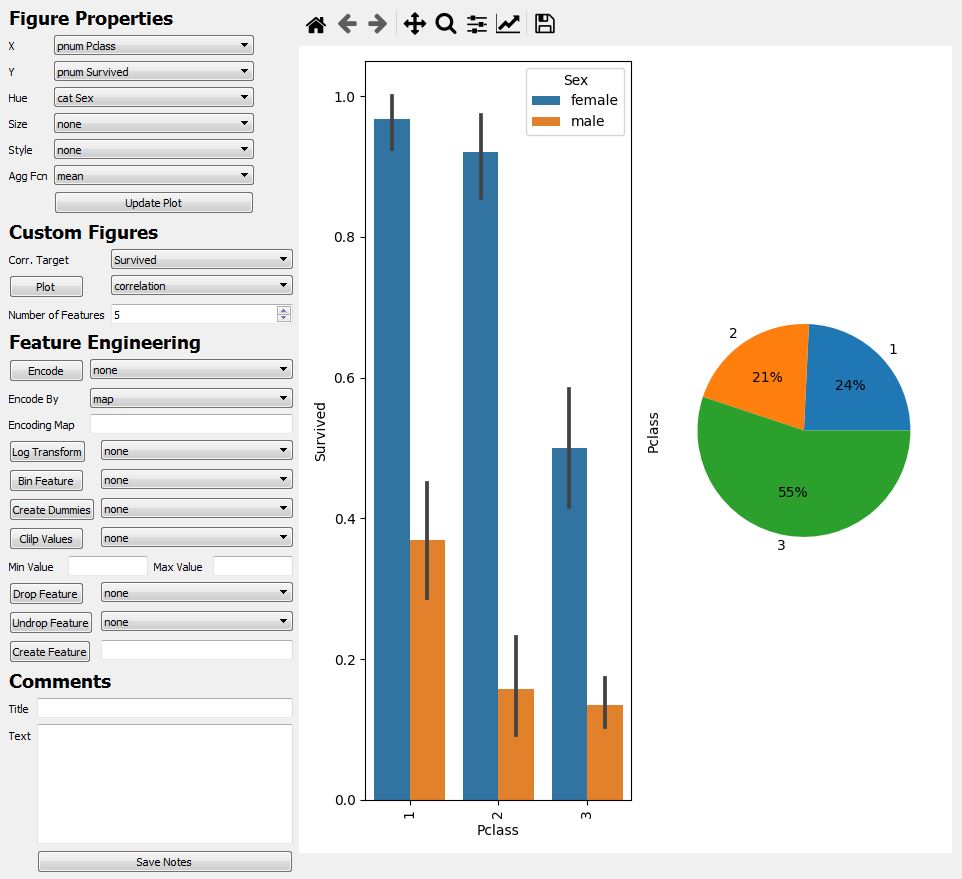 Figure Properties
X pnum Pclass
Y pnum Survived
Hue cat Sex
Size none
Style none
Agg Fcn mean
Update Plot
Custom Figures
Corr. Target Survived
Plot correlation
Number of Features 5
Feature Engineering
Encode none
Encode By map
Encoding Map
Log Transform none
Bin Feature none
Create Dummies none
Clilp Values none
Min Value Max Value
Drop Feature none
Undrop Feature none
Create Feature
Comments
Title
Text
Save Notes
Sex
female
male
1.0
0.8
0.6
0.4
0.2
0.0
Survived
1 2 3
Pclass
Pclass
2 1
21% 24%
55%
3